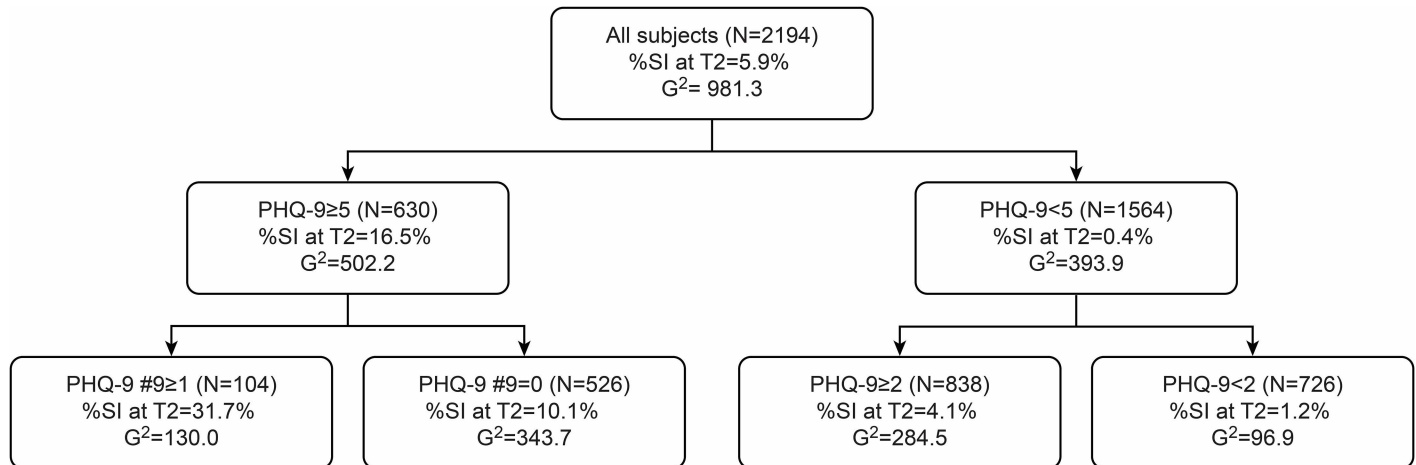 All subjects (N=2194)
%SI at T2=5.9%
G²= 981.3
PHQ-9≥5 (N=630)
%SI at T2=16.5%
G²=502.2
PHQ-9<5 (N=1564)
%SI at T2=0.4%
G²=393.9
PHQ-9 #9≥1 (N=104)
%SI at T2=31.7%
G²=130.0
PHQ-9 #9=0 (N=526)
%SI at T2=10.1%
G²=343.7
PHQ-9≥2 (N=838)
%SI at T2=4.1%
G²=284.5
PHQ-9<2 (N=726)
%SI at T2=1.2%
G²=96.9